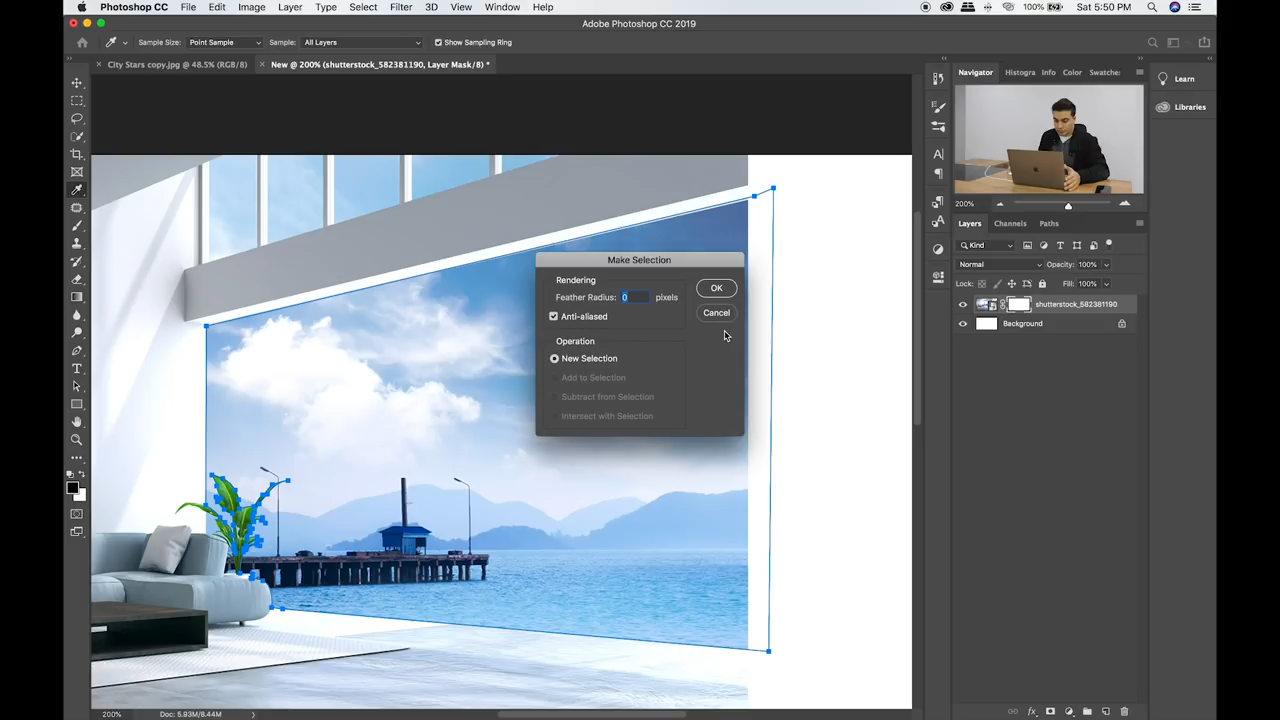 Photoshop CC File Edit Image Layer Type Select Filter 3D View Window Help 100% Sat 5:50 PM
Adobe Photoshop CC 2019
Sample Size: Point Sample Sample: All Layers Show Sampling Ring
City Stars copy.jpg @ 48.5% (RGB/8) New @ 200% (shutterstock_582381190, Layer Mask/8) *
Navigator Histogra Info Color Swatche:
Learn
Libraries
200%
Layers Channels Paths
Kind
Normal Opacity: 100%
Lock: Fill: 100%
shutterstock_582381190
Background
Make Selection
Rendering
Feather Radius: 0 pixels
Anti-aliased
OK
Cancel
Operation
New Selection
Add to Selection
Subtract from Selection
Intersect with Selection
200% Doc: 5.93M/8.44M